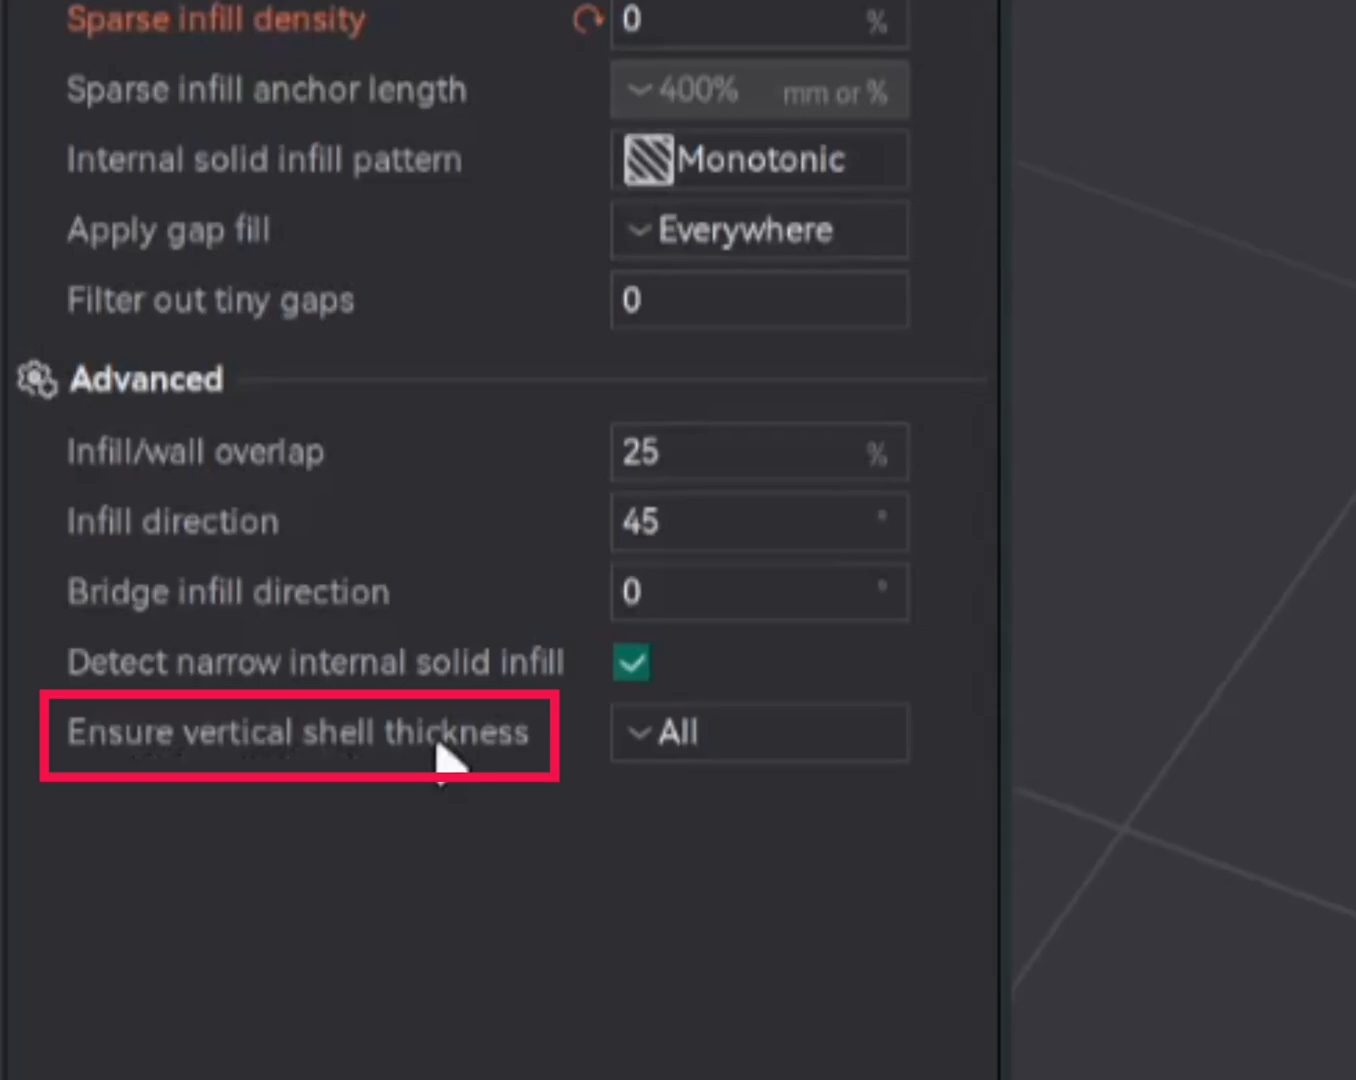 Sparse infill density 0 %
Sparse infill anchor length 400% mm or %
Internal solid infill pattern Monotonic
Apply gap fill Everywhere
Filter out tiny gaps 0
Advanced
Infill/wall overlap 25 %
Infill direction 45 °
Bridge infill direction 0 °
Detect narrow internal solid infill
Ensure vertical shell thickness All